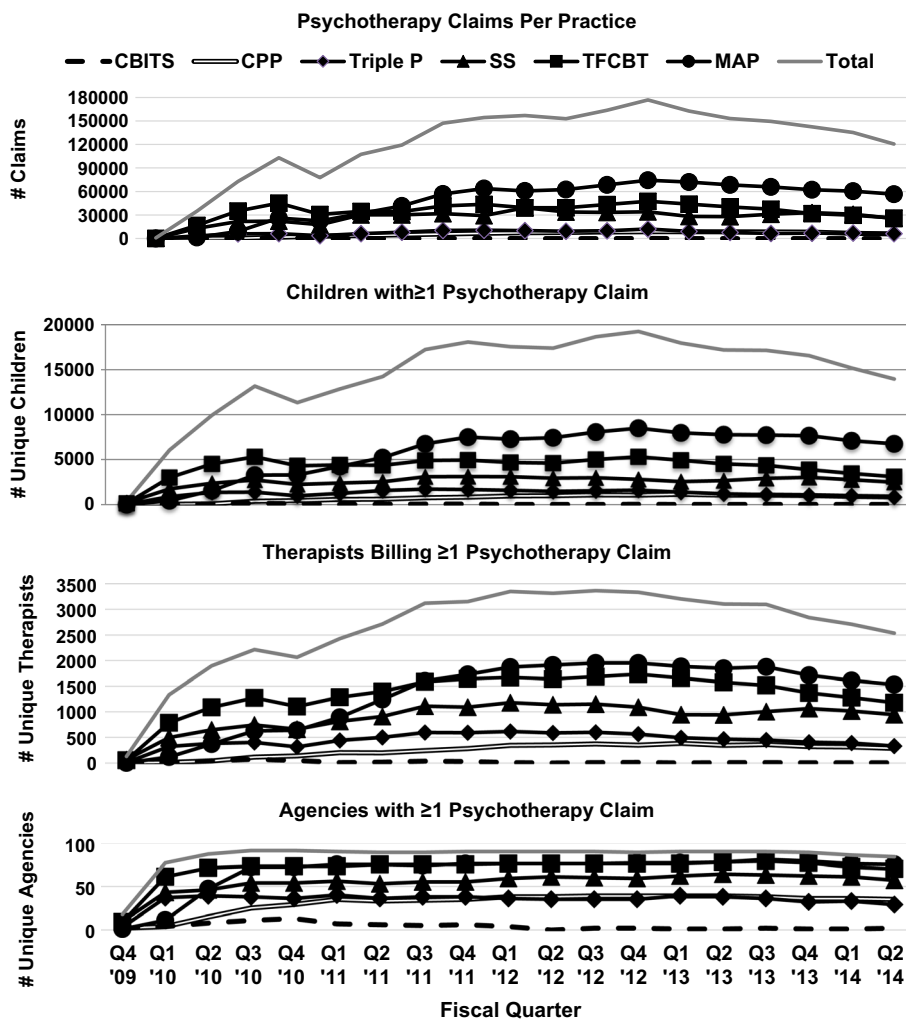 Psychotherapy Claims Per Practice
CBITS CPP Triple P SS TFCBT MAP Total
# Claims
180000
150000
120000
90000
60000
30000
0
Children with≥1 Psychotherapy Claim
# Unique Children
20000
15000
10000
5000
0
Therapists Billing ≥1 Psychotherapy Claim
# Unique Therapists
3500
3000
2500
2000
1500
1000
500
0
Agencies with ≥1 Psychotherapy Claim
# Unique Agencies
100
50
0
Q4 Q1 Q2 Q3 Q4 Q1 Q2 Q3 Q4 Q1 Q2 Q3 Q4 Q1 Q2 Q3 Q4 Q1 Q2
'09 '10 '10 '10 '10 '11 '11 '11 '11 '12 '12 '12 '12 '13 '13 '13 '13 '14 '14
Fiscal Quarter